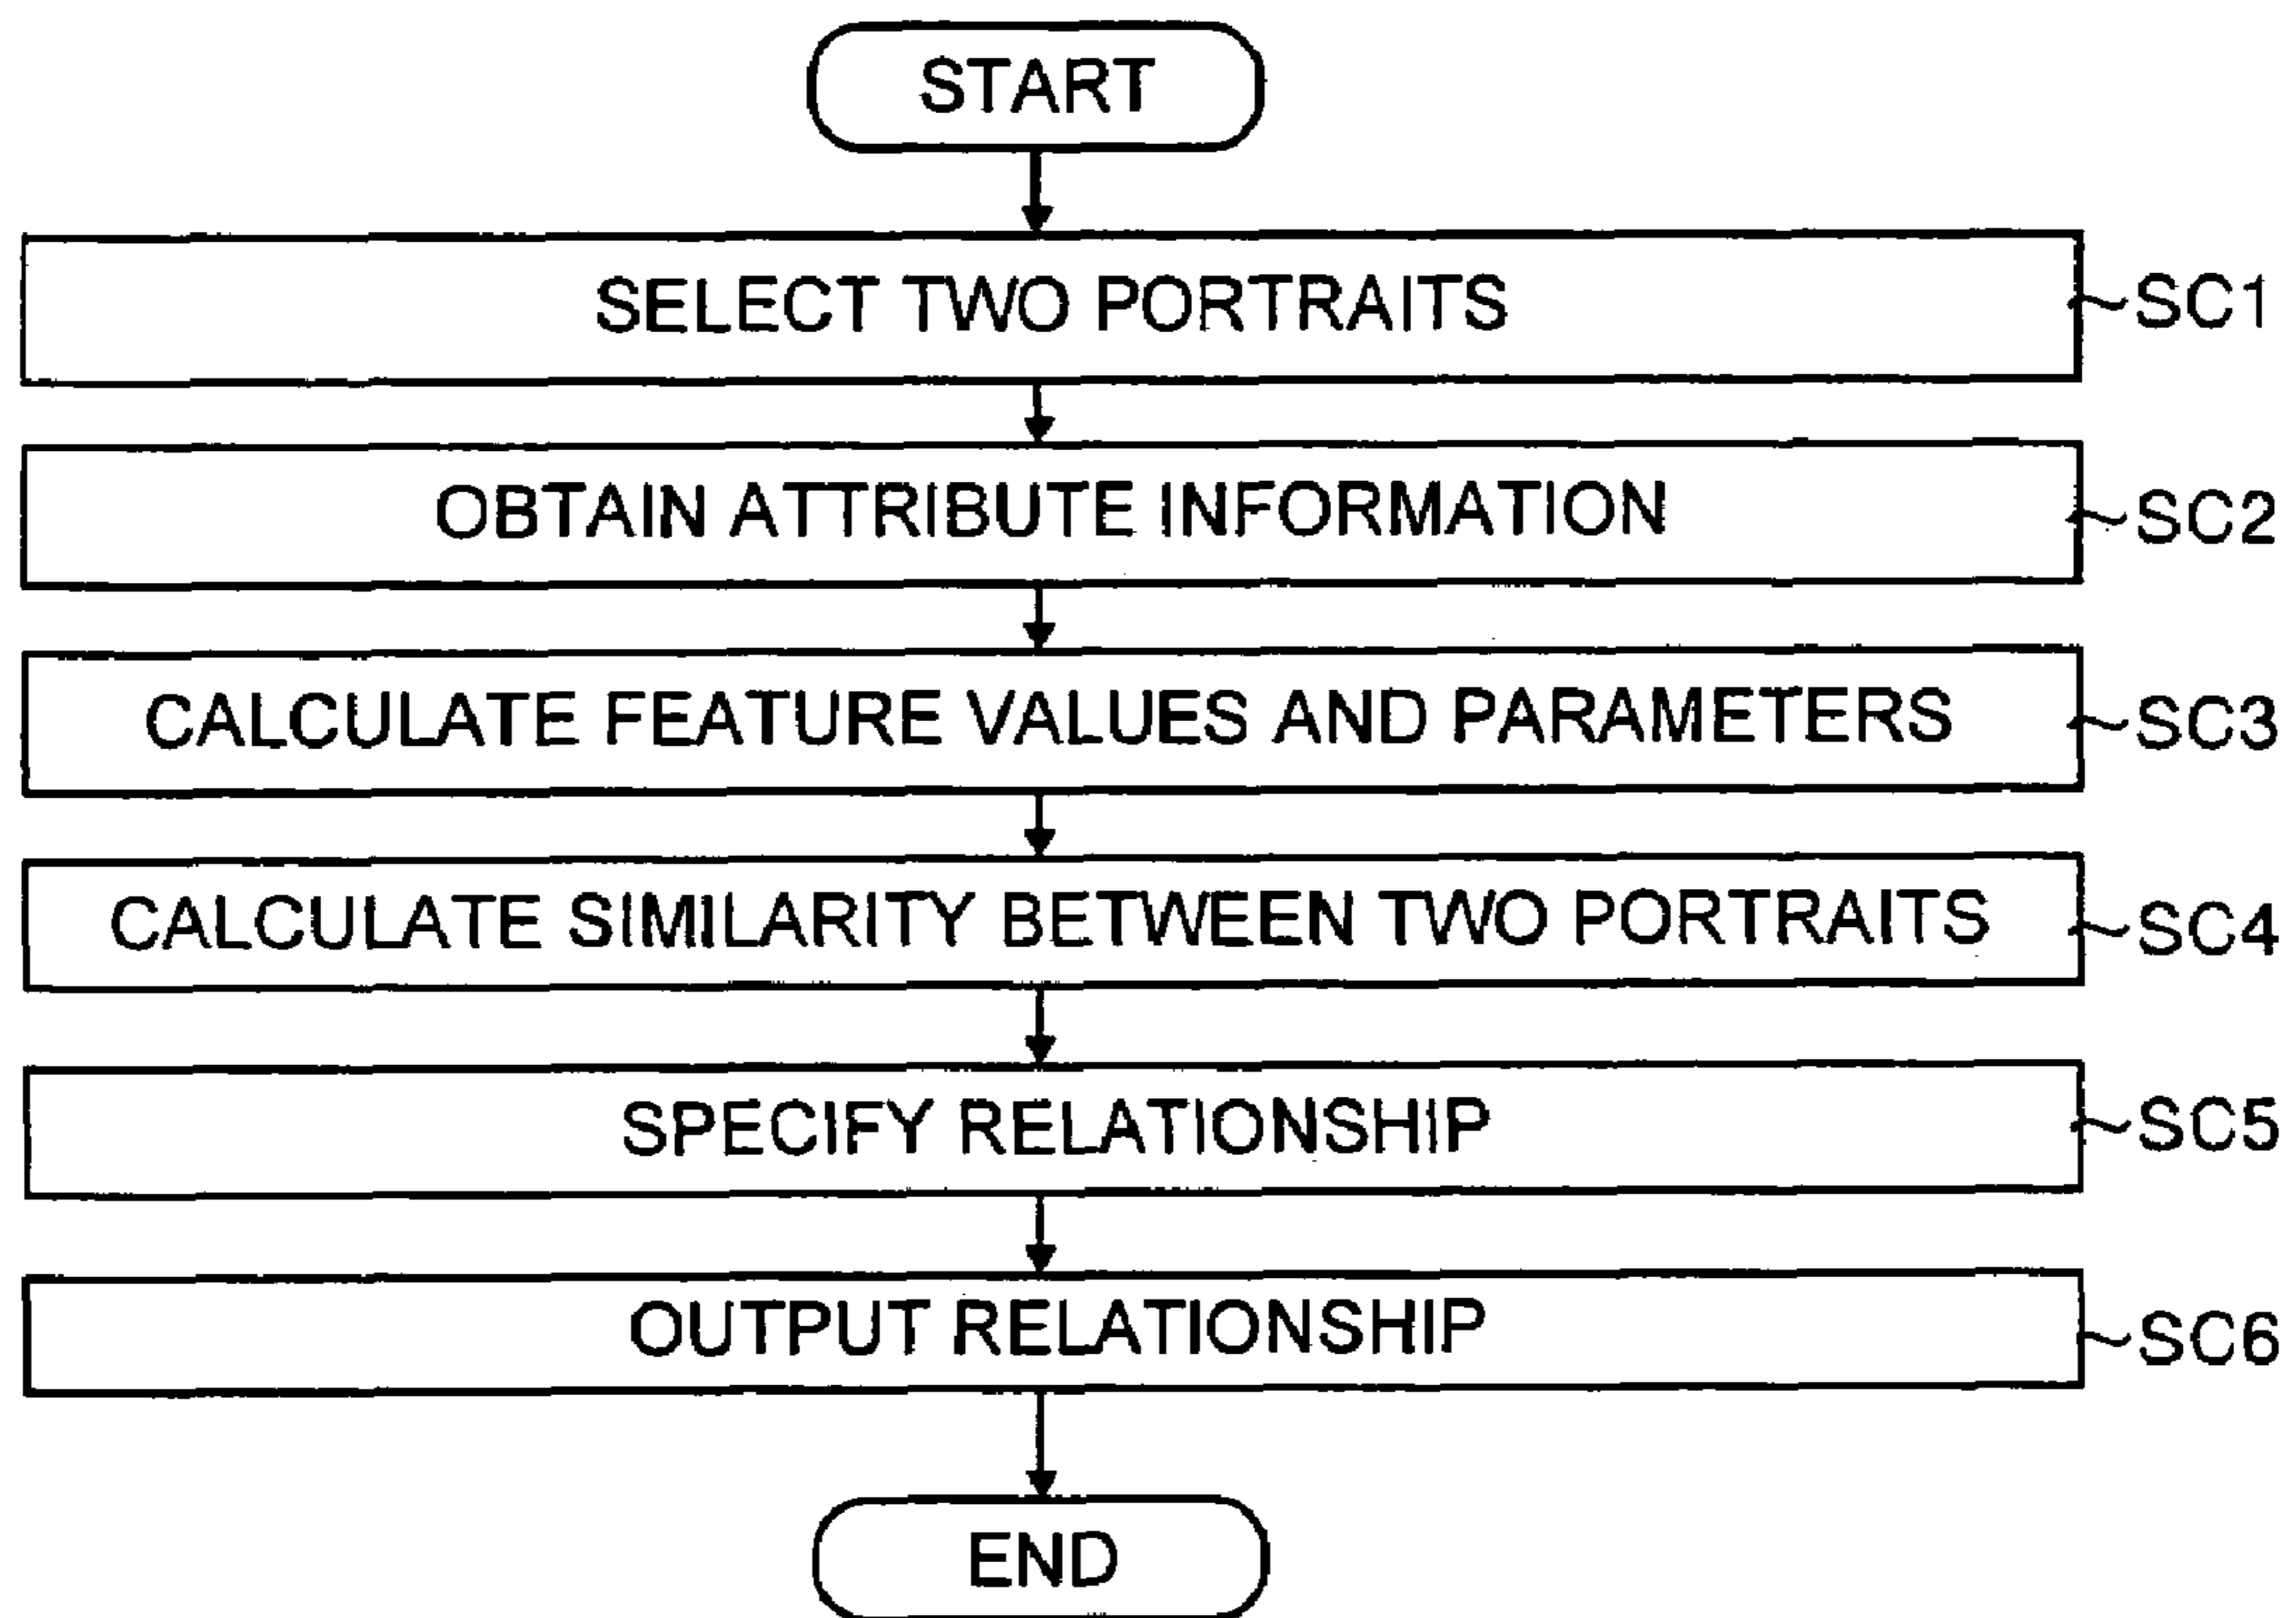 START
SELECT TWO PORTRAITS
SC1
OBTAIN ATTRIBUTE INFORMATION
SC2
CALCULATE FEATURE VALUES AND PARAMETERS
SC3
CALCULATE SIMILARITY BETWEEN TWO PORTRAITS
SC4
SPECIFY RELATIONSHIP
SC5
OUTPUT RELATIONSHIP
SC6
END